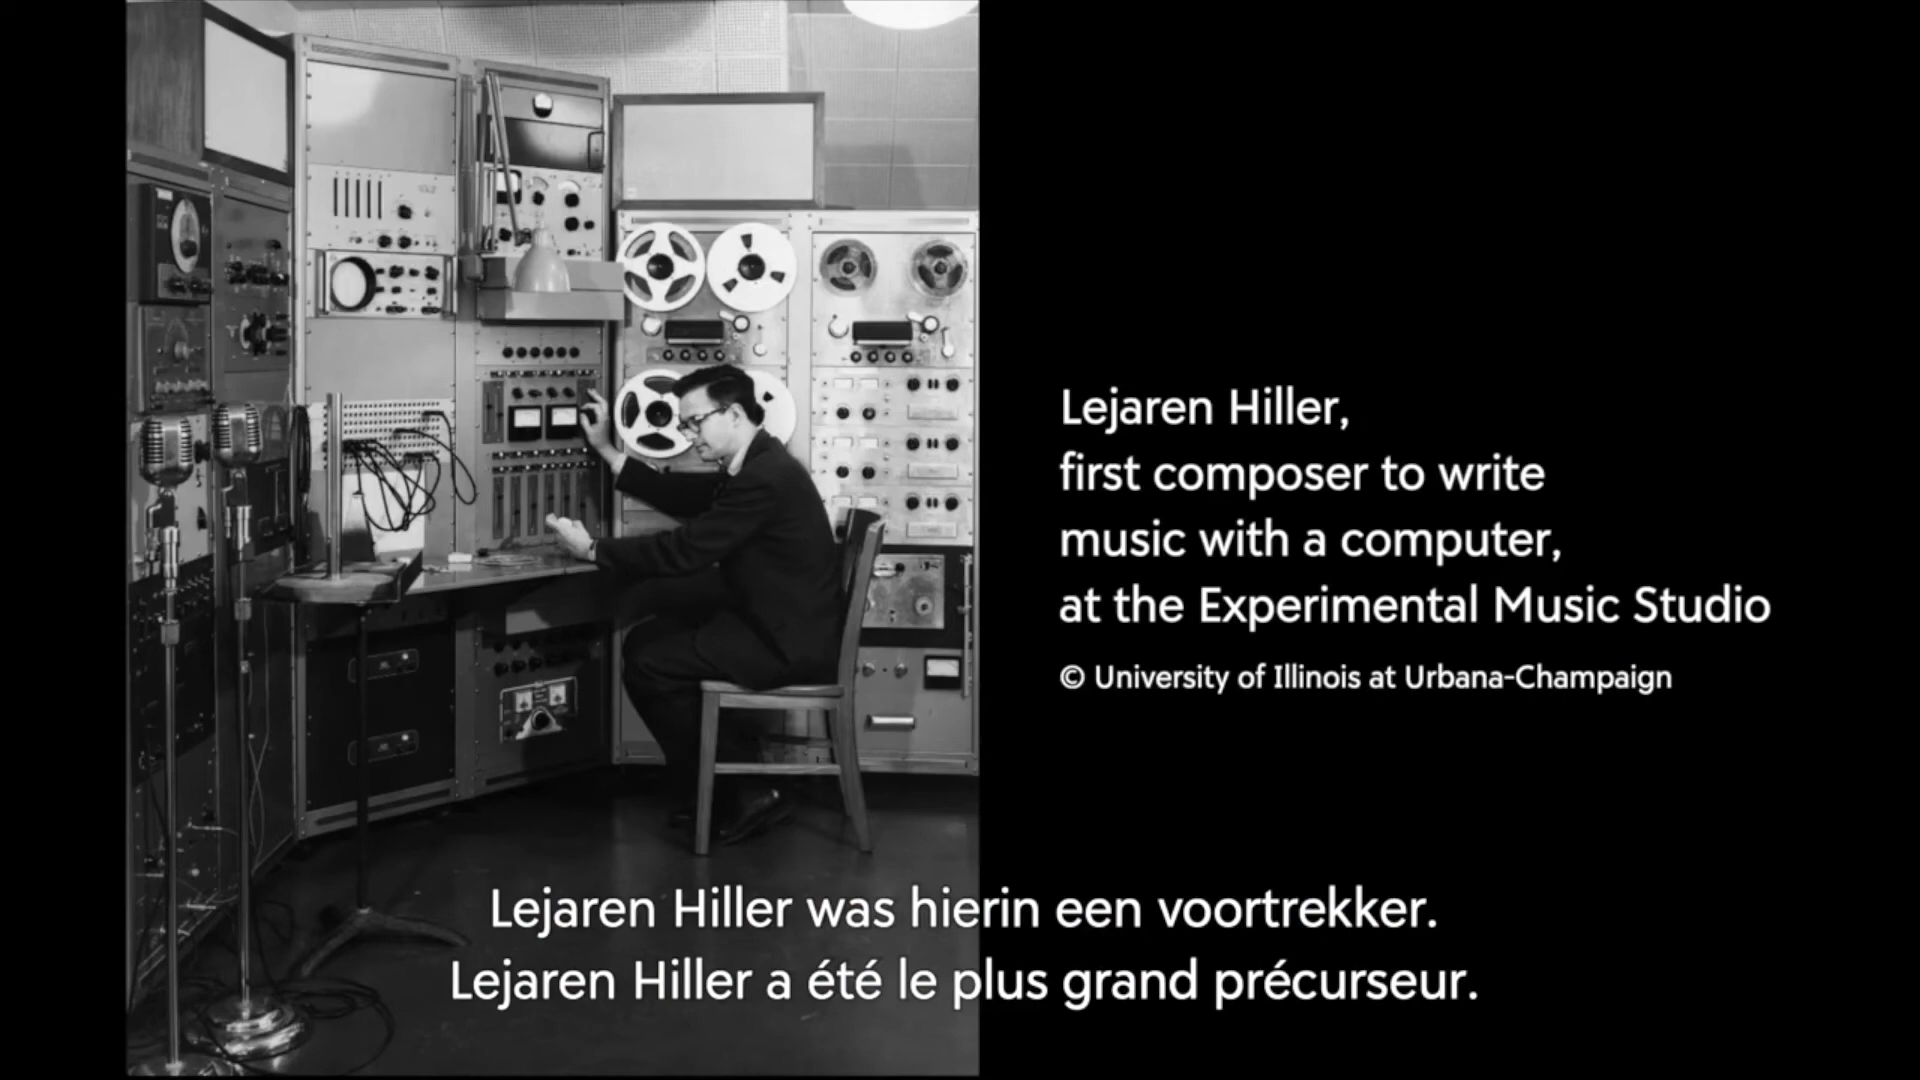 Lejaren Hiller,
first composer to write
music with a computer,
at the Experimental Music Studio
© University of Illinois at Urbana-Champaign
Lejaren Hiller was hierin een voortrekker.
Lejaren Hiller a été le plus grand précurseur.